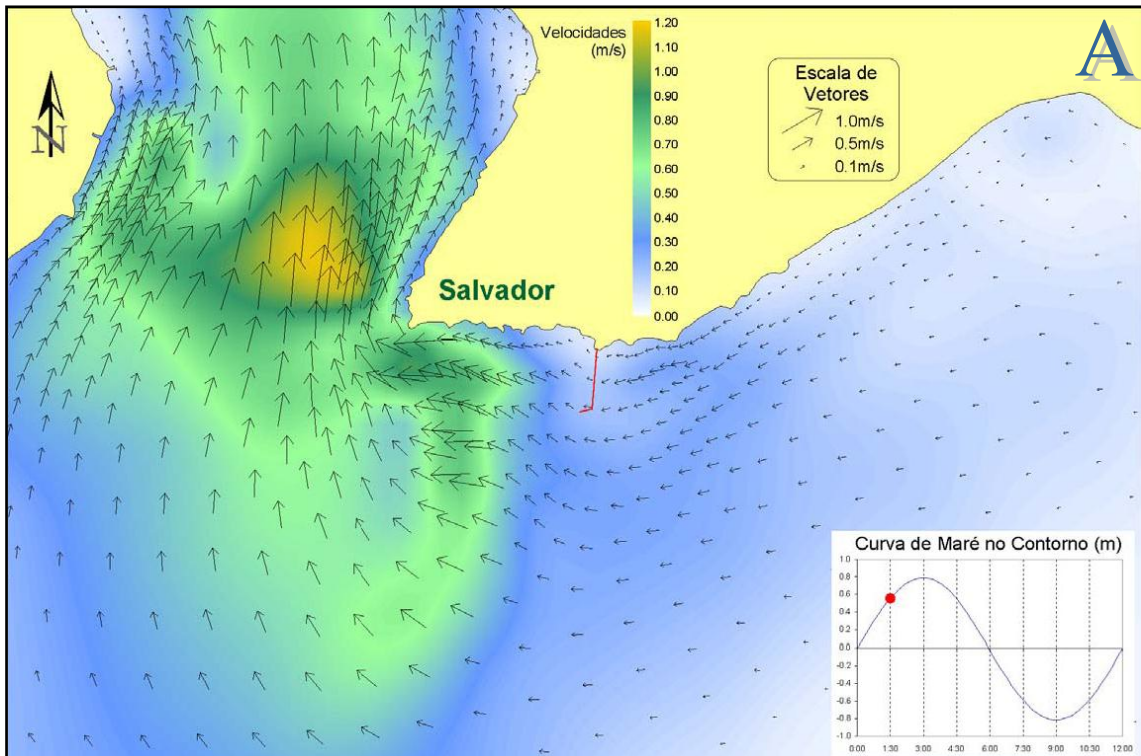 A
N
Velocidades
(m/s)
1.20
1.10
1.00
0.90
0.80
0.70
0.60
0.50
0.40
0.30
0.20
0.10
0.00
Escala de
Vetores
1.0m/s
0.5m/s
0.1m/s
Salvador
Curva de Maré no Contorno (m)
1.0
0.8
0.6
0.4
0.2
0.0
-0.2
-0.4
-0.6
-0.8
-1.0
0:00 1:30 3:00 4:30 6:00 7:30 9:00 10:30 12:00